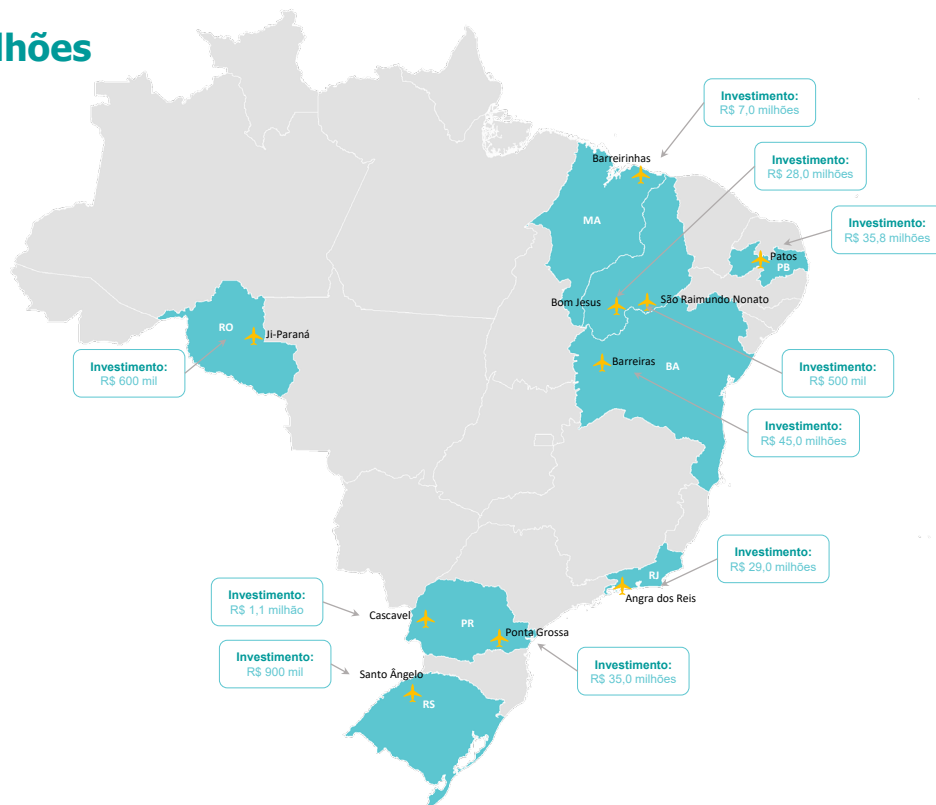 lhões
Investimento:
R$ 7,0 milhões
Barreirinhas
Investimento:
R$ 28,0 milhões
MA
Investimento:
R$ 35,8 milhões
Patos
PB
Bom Jesus
São Raimundo Nonato
RO
Ji-Paraná
Investimento:
R$ 600 mil
Barreiras
BA
Investimento:
R$ 500 mil
Investimento:
R$ 45,0 milhões
Investimento:
R$ 29,0 milhões
RJ
Angra dos Reis
Investimento:
R$ 1,1 milhão
Cascavel
PR
Ponta Grossa
Investimento:
R$ 900 mil
Santo Ângelo
Investimento:
R$ 35,0 milhões
RS